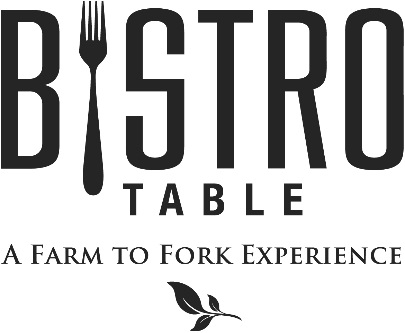 BISTRO
TABLE
A FARM TO FORK EXPERIENCE